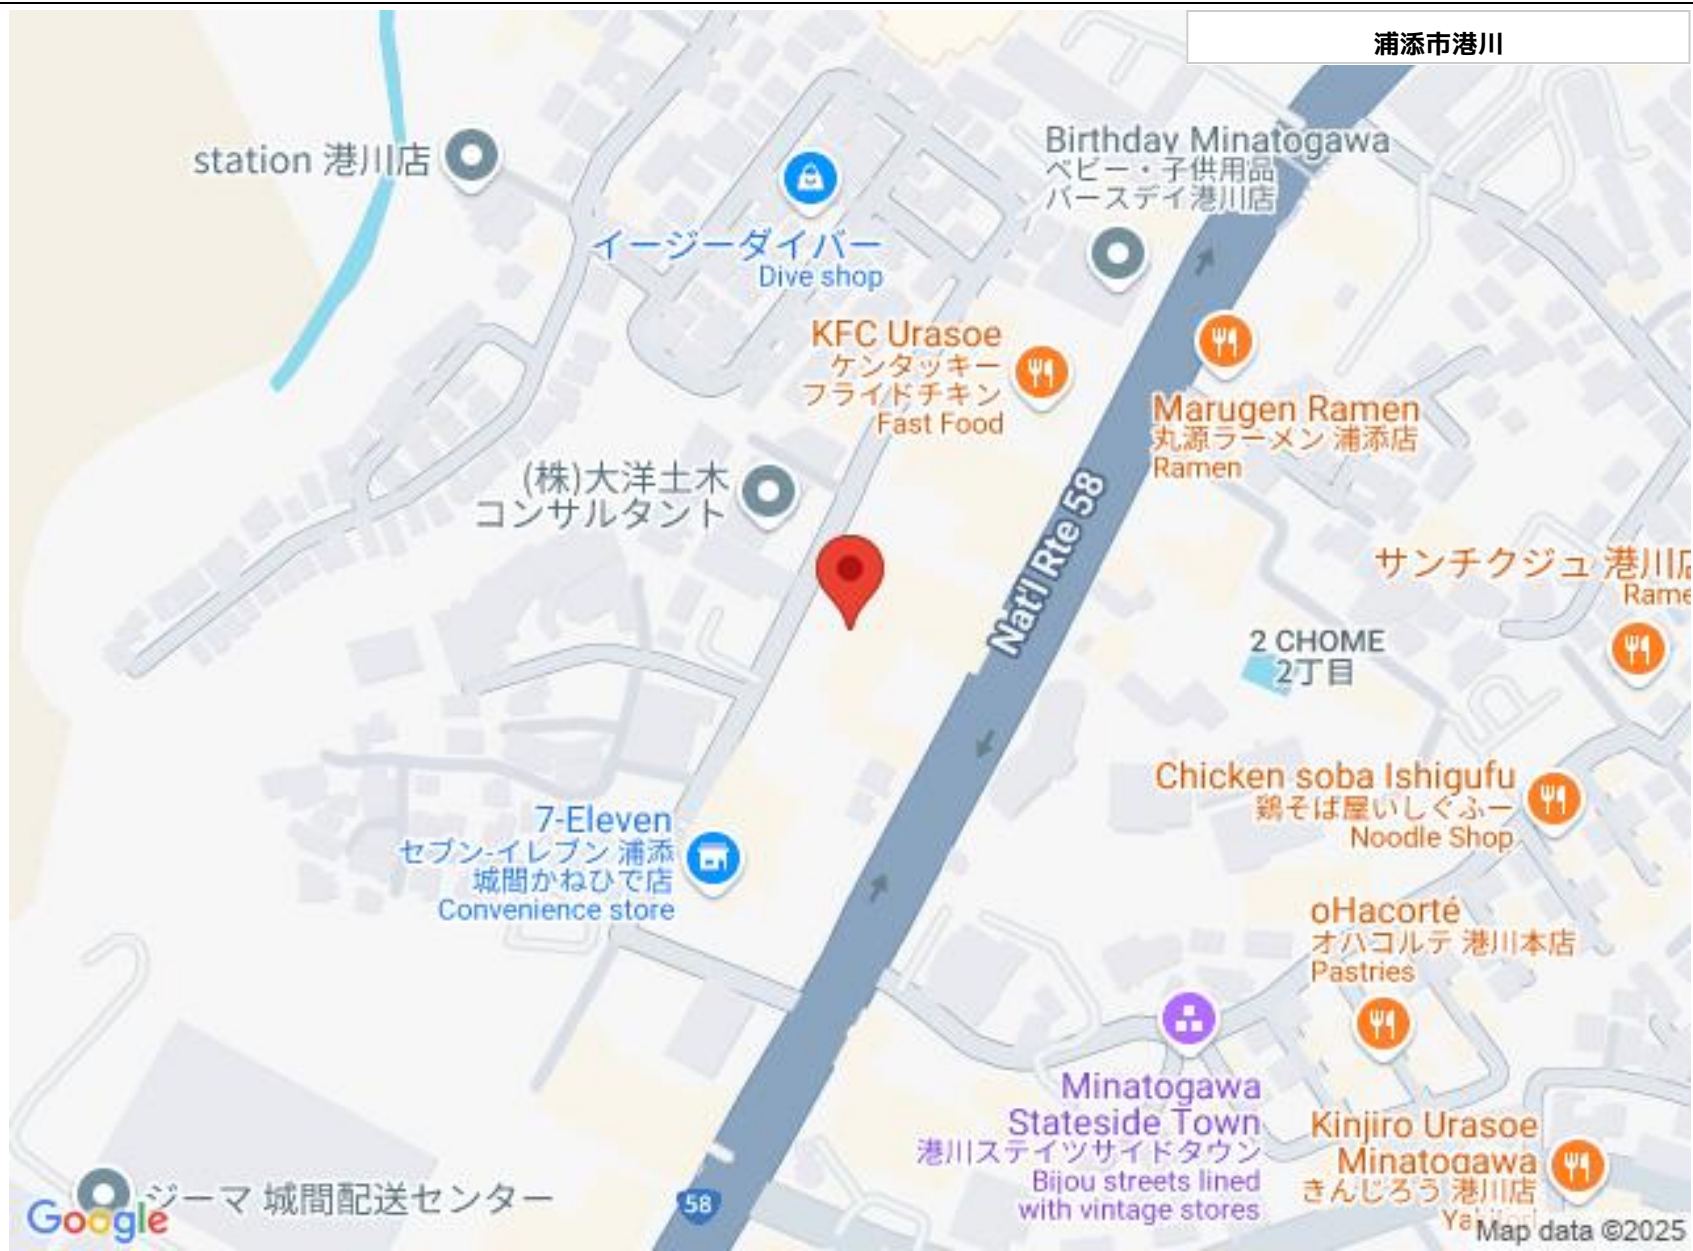 浦添市港川
Birthday Minatogawa
ベビー・子供用品
バースデイ港川店
station 港川店
イージーダイバー
Dive shop
KFC Urasoe
ケンタッキー
フライドチキン
Fast Food
Marugen Ramen
丸源ラーメン 浦添店
Ramen
(株)大洋土木
コンサルタント
Nat'l Rte 58
サンチクジュ 港川店
Rame
2 CHOME
2丁目
Chicken soba Ishigufu
鶏そば屋いしぐふー
Noodle Shop
7-Eleven
セブン-イレブン 浦添
城間かねひで店
Convenience store
oHacorté
オハコルテ 港川本店
Pastries
Minatogawa
Stateside Town
港川ステイツサイドタウン
Bijou streets lined
with vintage stores
Kinjiro Urasoe
Minatogawa
きんじろう 港川店
ジーマ 城間配送センター
58
Google
Map data ©2025